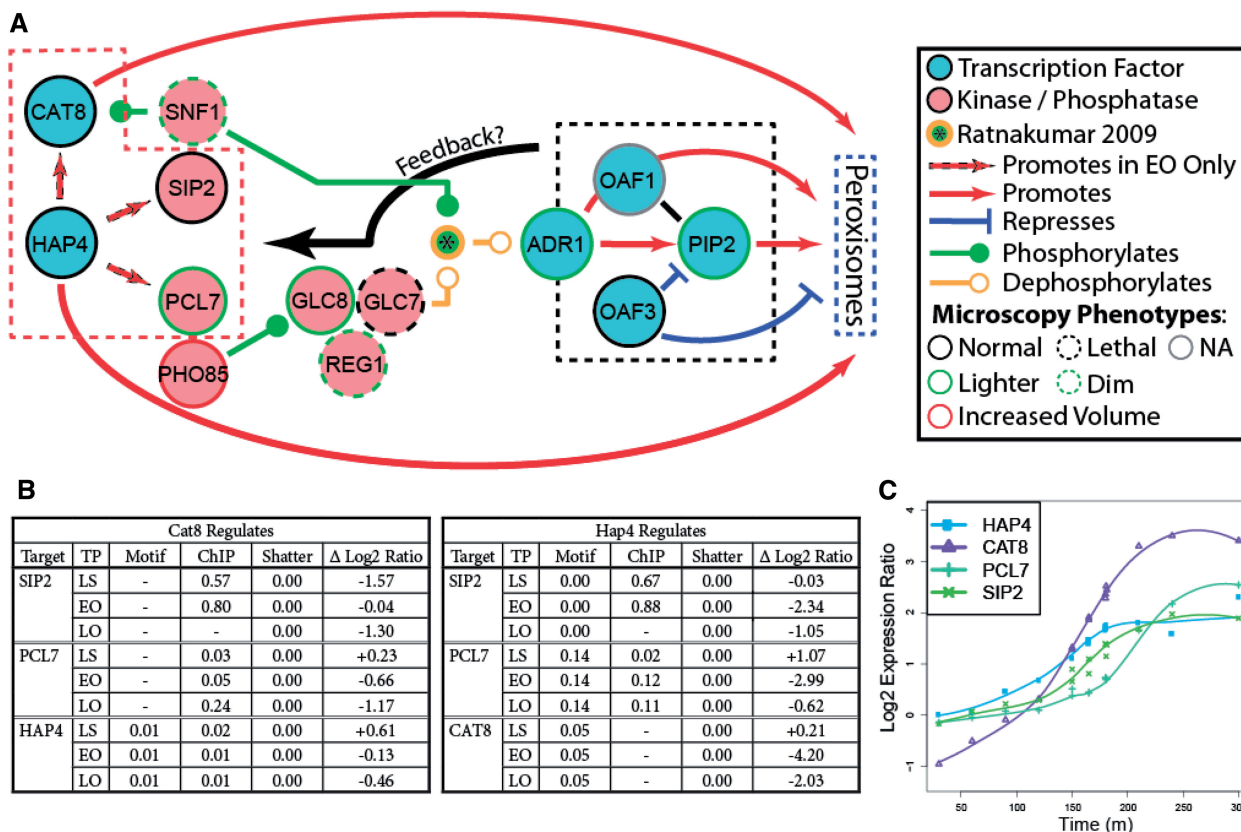 A
CAT8
SNF1
SIP2
HAP4
PCL7
PHO85
GLC8
GLC7
REG1
Feedback?
*
ADR1
OAF1
PIP2
OAF3
Peroxisomes
Transcription Factor
Kinase / Phosphatase
* Ratnakumar 2009
Promotes in EO Only
Promotes
Represses
Phosphorylates
Dephosphorylates
Microscopy Phenotypes:
Normal Lethal NA
Lighter Dim
Increased Volume
B
Cat8 Regulates
Target TP Motif ChIP Shatter Δ Log2 Ratio
SIP2 LS - 0.57 0.00 -1.57
EO - 0.80 0.00 -0.04
LO - - 0.00 -1.30
PCL7 LS - 0.03 0.00 +0.23
EO - 0.05 0.00 -0.66
LO - 0.24 0.00 -1.17
HAP4 LS 0.01 0.02 0.00 +0.61
EO 0.01 0.01 0.00 -0.13
LO 0.01 0.01 0.00 -0.46
Hap4 Regulates
Target TP Motif ChIP Shatter Δ Log2 Ratio
SIP2 LS 0.00 0.67 0.00 -0.03
EO 0.00 0.88 0.00 -2.34
LO 0.00 - 0.00 -1.05
PCL7 LS 0.14 0.02 0.00 +1.07
EO 0.14 0.12 0.00 -2.99
LO 0.14 0.11 0.00 -0.62
CAT8 LS 0.05 - 0.00 +0.21
EO 0.05 - 0.00 -4.20
LO 0.05 - 0.00 -2.03
C
HAP4
CAT8
PCL7
SIP2
Log2 Expression Ratio
4
3
2
1
0
−1
50 100 150 200 250
Time (m)